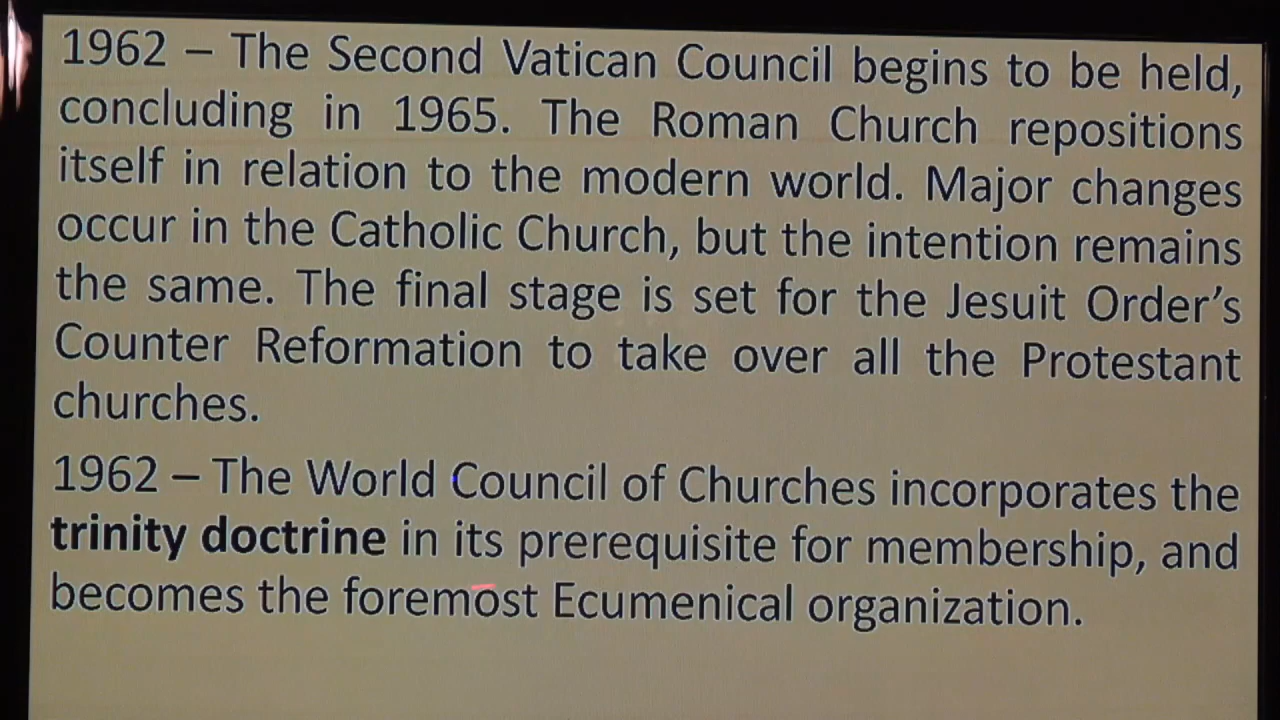 1962 – The Second Vatican Council begins to be held,
concluding in 1965. The Roman Church repositions
itself in relation to the modern world. Major changes
occur in the Catholic Church, but the intention remains
the same. The final stage is set for the Jesuit Order’s
Counter Reformation to take over all the Protestant
churches.
1962 – The World Council of Churches incorporates the
trinity doctrine in its prerequisite for membership, and
becomes the foremost Ecumenical organization.